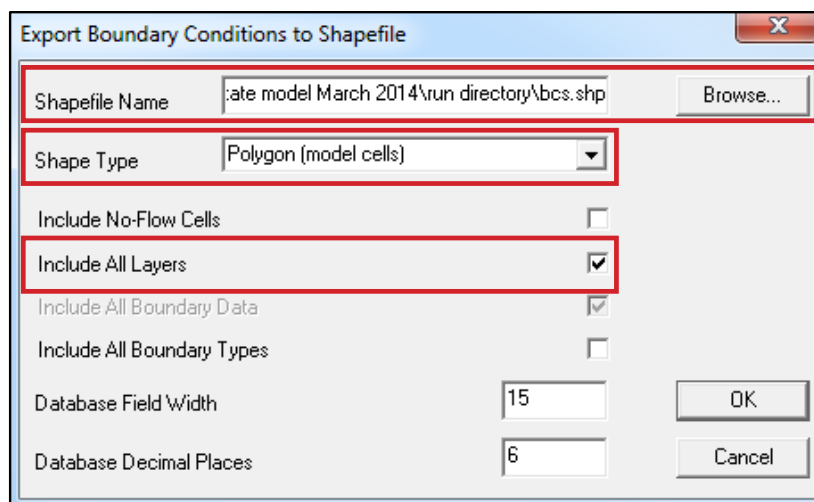 Export Boundary Conditions to Shapefile
Shapefile Name :ate model March 2014\run directory\bcs.shp Browse...
Shape Type Polygon (model cells)
Include No-Flow Cells
Include All Layers
Include All Boundary Data
Include All Boundary Types
Database Field Width 15 OK
Database Decimal Places 6 Cancel